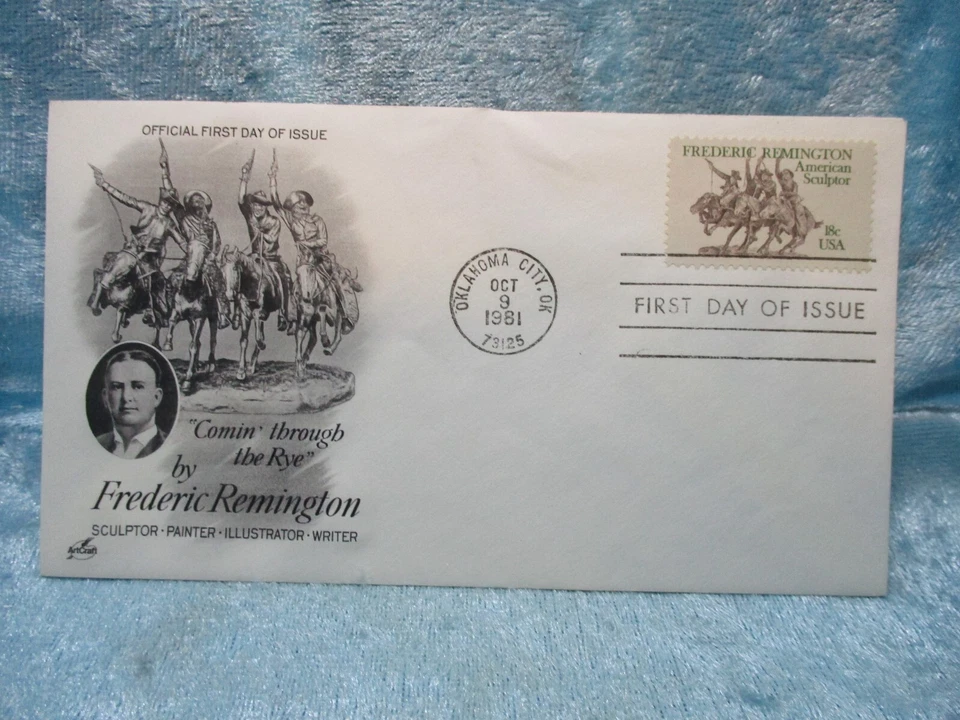 OFFICIAL FIRST DAY OF ISSUE
"Comin' through
the Rye"
by
Frederic Remington
SCULPTOR · PAINTER · ILLUSTRATOR · WRITER
ArtCraft
OKLAHOMA CITY, OK
OCT
9
1981
73125
FREDERIC REMINGTON
American
Sculptor
18c
USA
FIRST DAY OF ISSUE